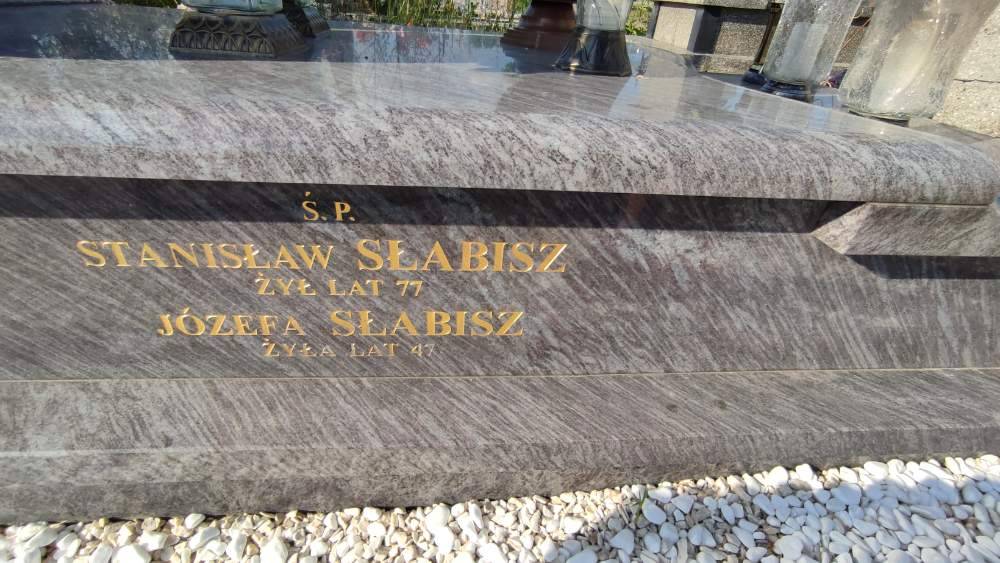 Ś. P.
STANISŁAW SŁABISZ
ŻYŁ LAT 77
JÓZEFA SŁABISZ
ŻYŁA LAT 47